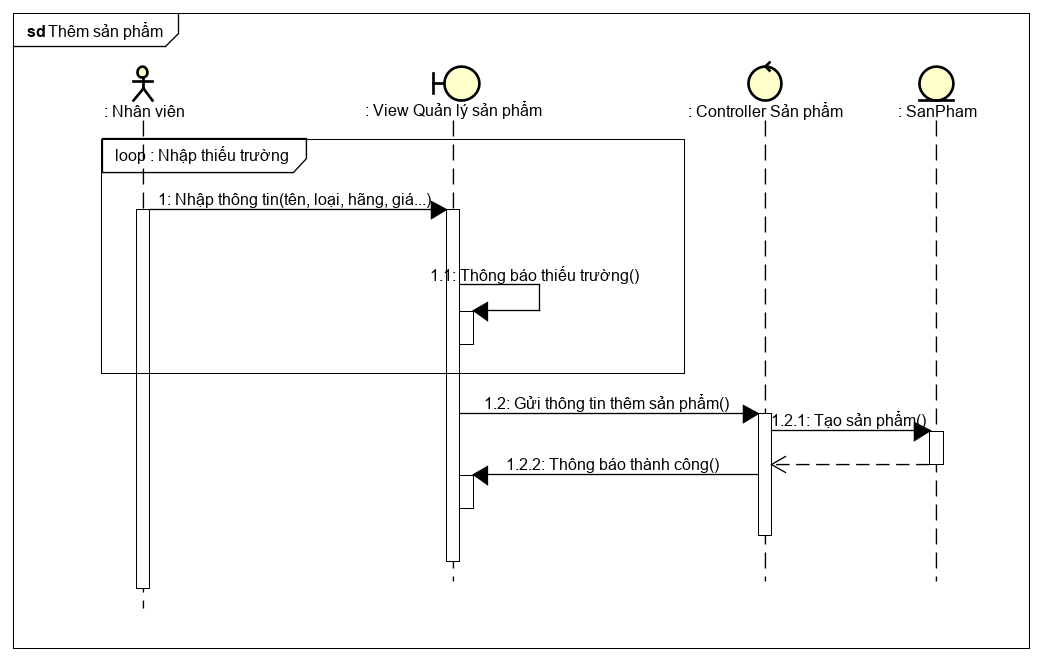 sd Thêm sản phẩm
: Nhân viên
: View Quản lý sản phẩm
: Controller Sản phẩm
: SanPham
loop : Nhập thiếu trường
1: Nhập thông tin(tên, loại, hãng, giá...)
1.1: Thông báo thiếu trường()
1.2: Gửi thông tin thêm sản phẩm()
1.2.1: Tạo sản phẩm()
1.2.2: Thông báo thành công()